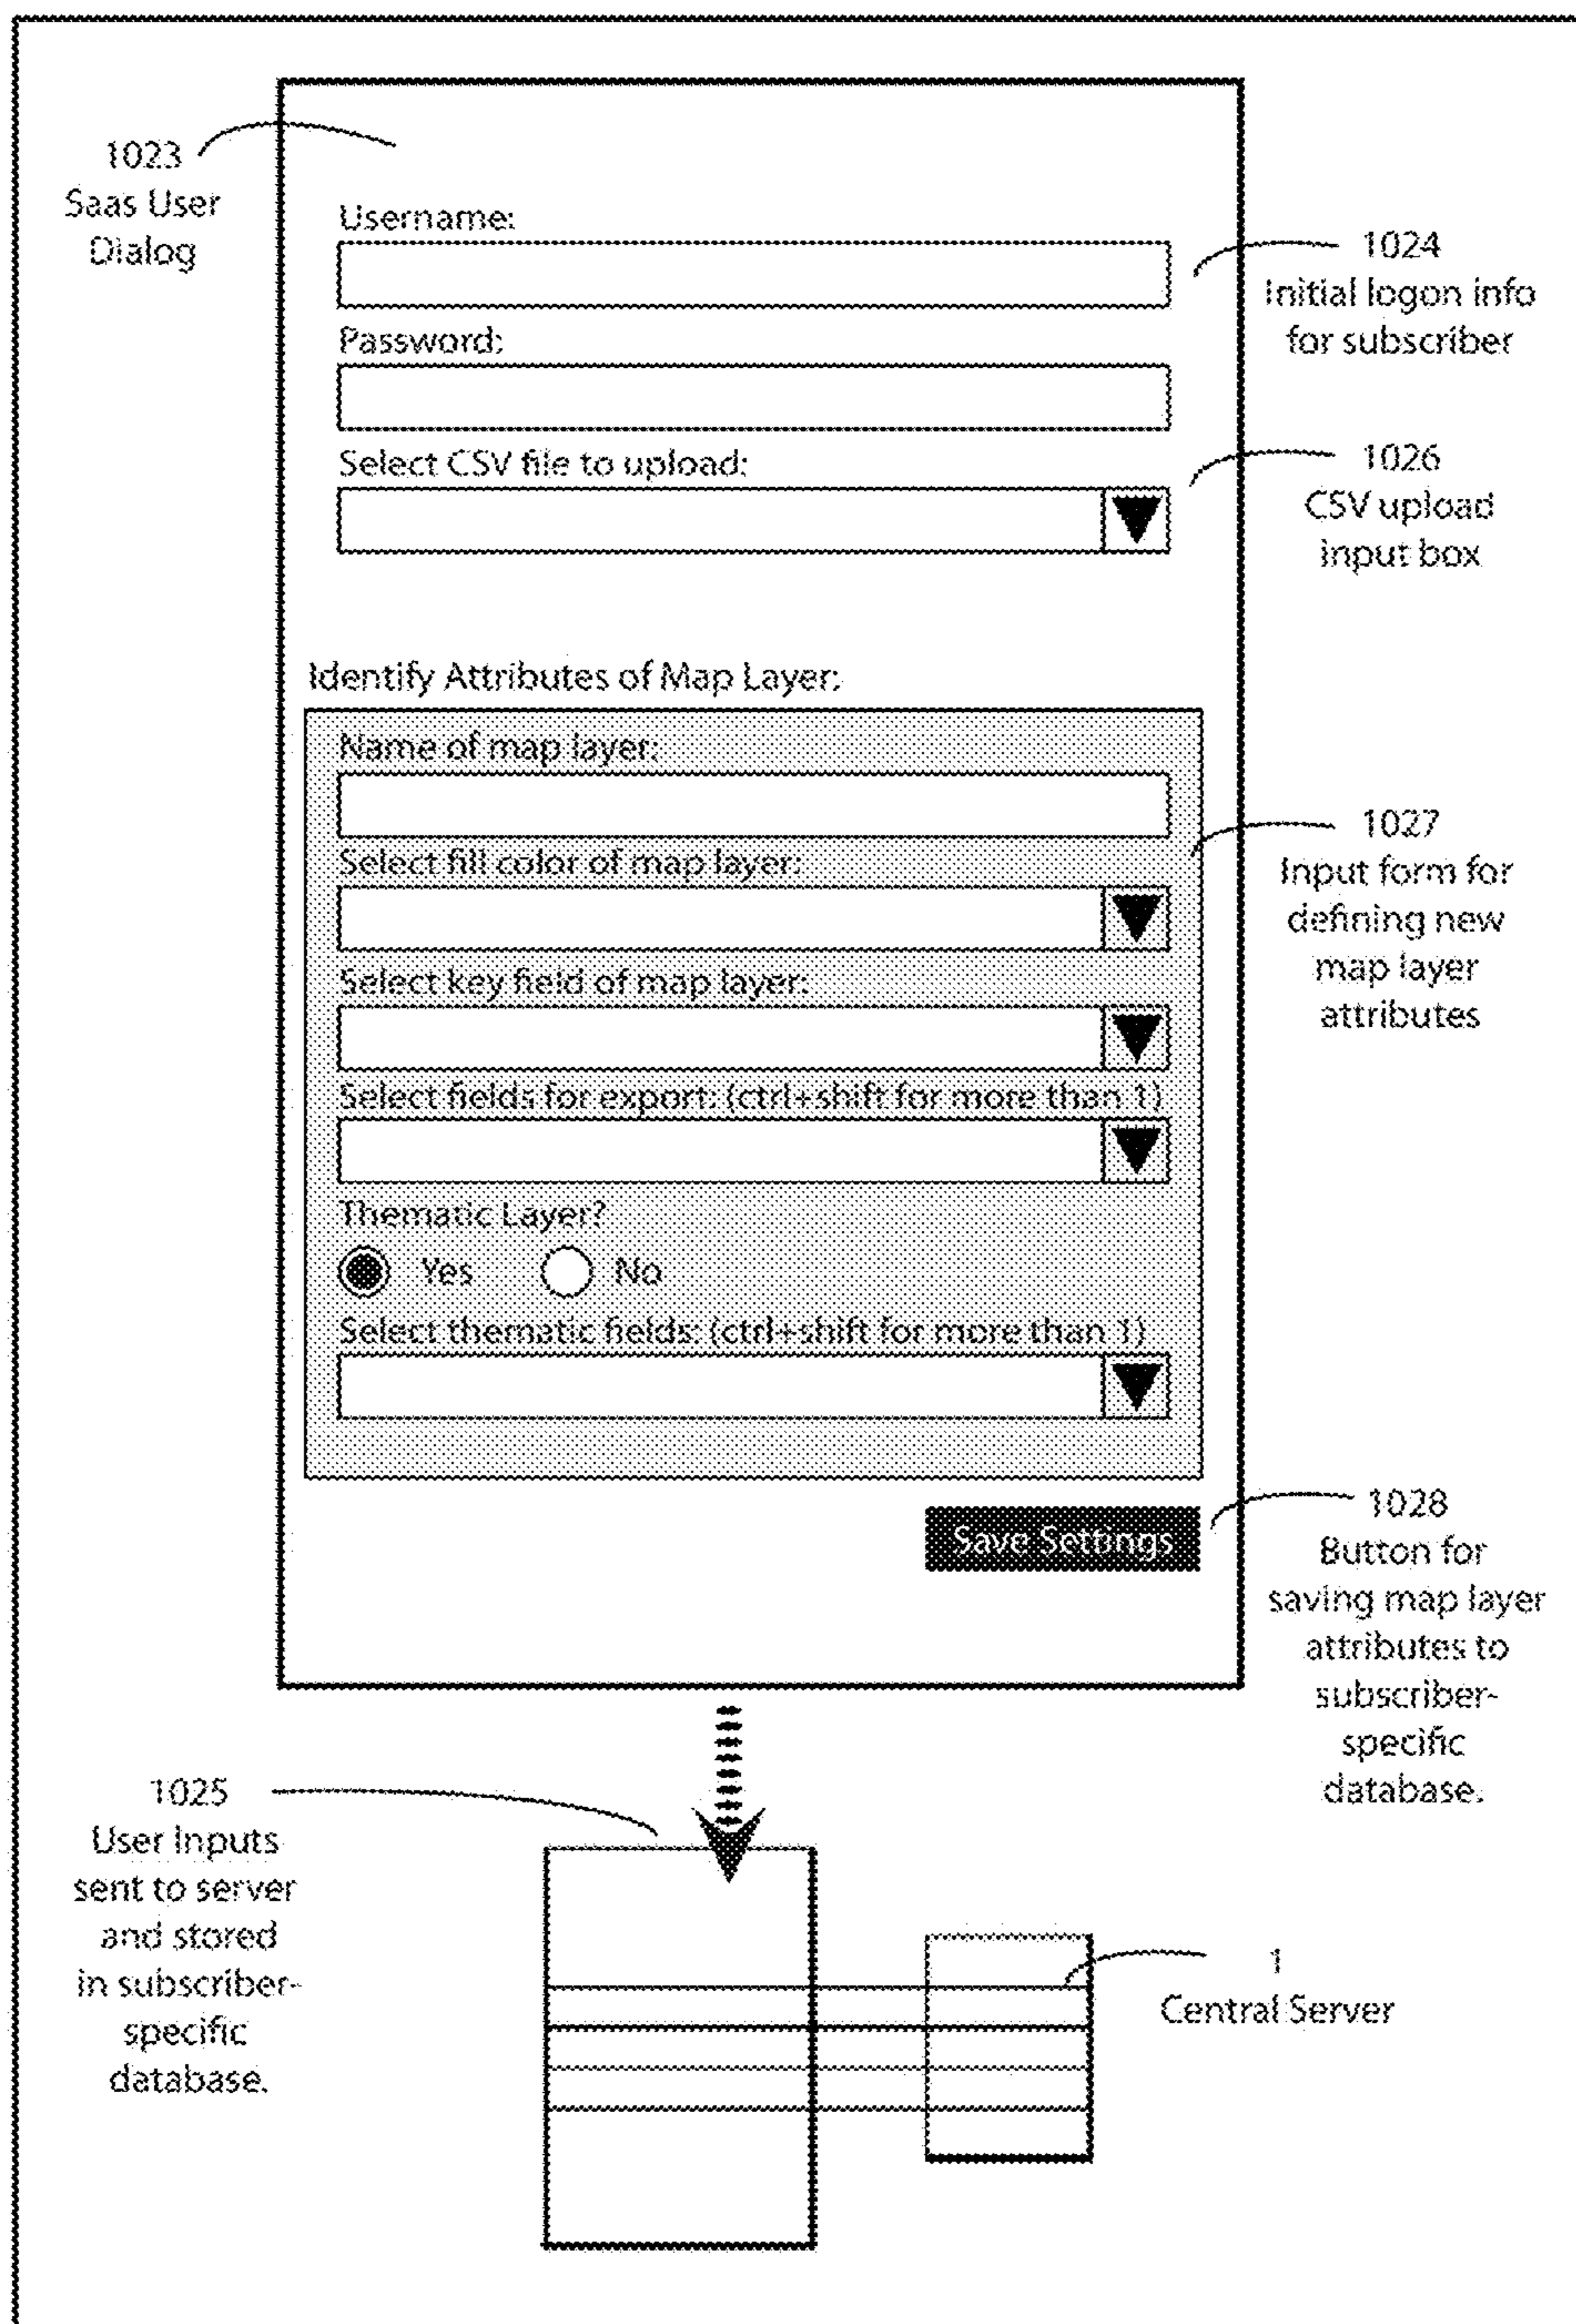 1023
Saas User
Dialog
Username:
1024
Initial logon info
for subscriber
Password:
Select CSV file to upload:
1026
CSV upload
input box
Identify Attributes of Map Layer:
Name of map layer:
1027
Input form for
defining new
map layer
attributes
Select fill color of map layer:
Select key field of map layer:
Select fields for export: (ctrl+shift for more than 1)
Thematic Layer?
Yes No
Select thematic fields: (ctrl+shift for more than 1)
Save Settings
1028
Button for
saving map layer
attributes to
subscriber-
specific
database.
1025
User Inputs
sent to server
and stored
in subscriber-
specific
database.
1
Central Server